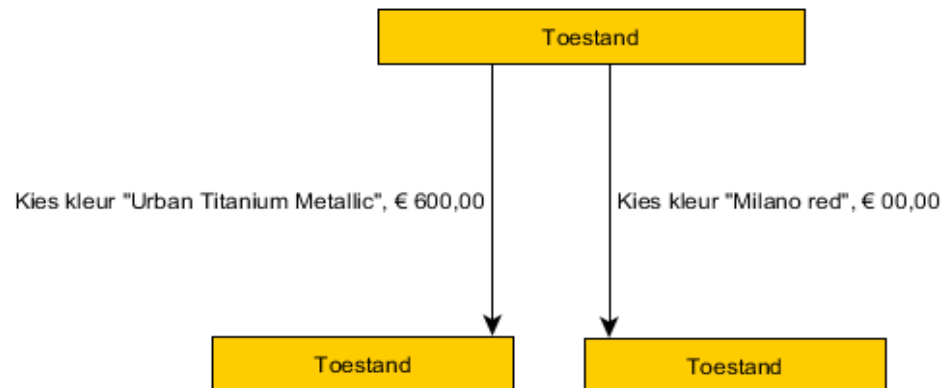 Toestand
Kies kleur "Urban Titanium Metallic", € 600,00
Kies kleur "Milano red", € 00,00
Toestand
Toestand